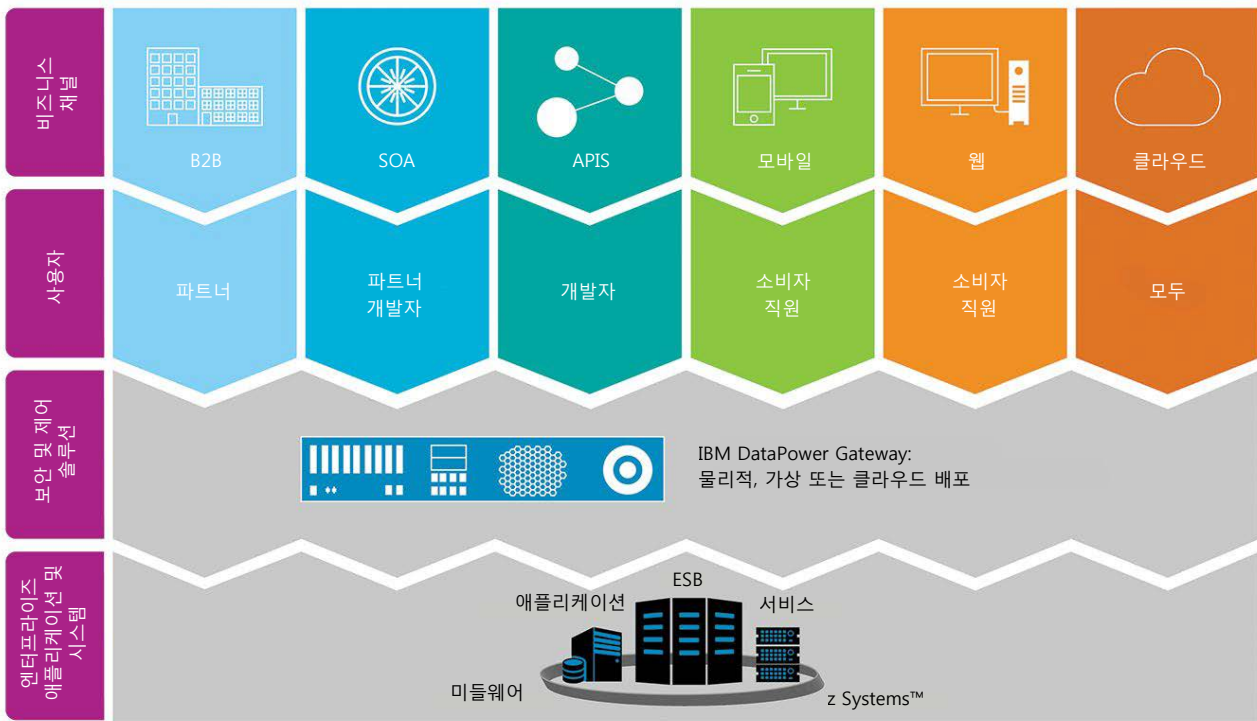 비즈니스
채널
B2B
SOA
APIS
모바일
웹
클라우드
사용자
파트너
파트너
개발자
개발자
소비자
직원
소비자
직원
모두
보안 및 제어
솔루션
IBM DataPower Gateway:
물리적, 가상 또는 클라우드 배포
엔터프라이즈
애플리케이션 및
시스템
ESB
애플리케이션
서비스
미들웨어
z Systems™